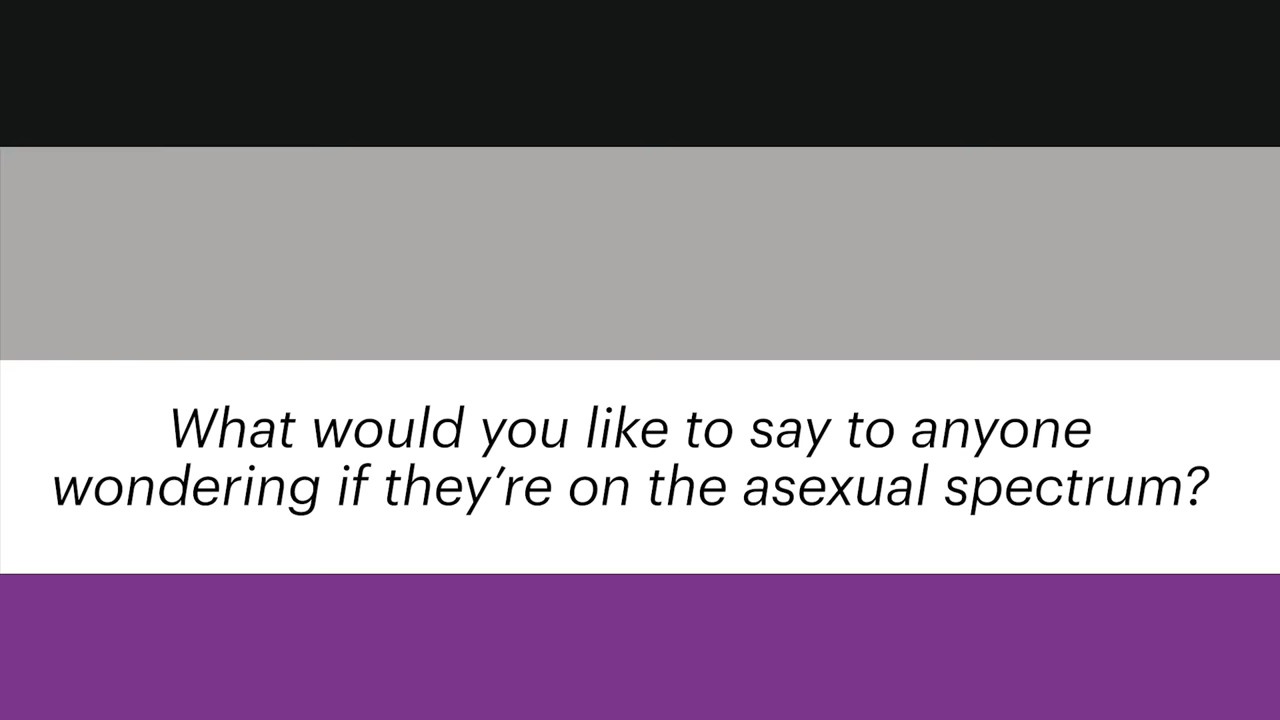 What would you like to say to anyone
wondering if they’re on the asexual spectrum?